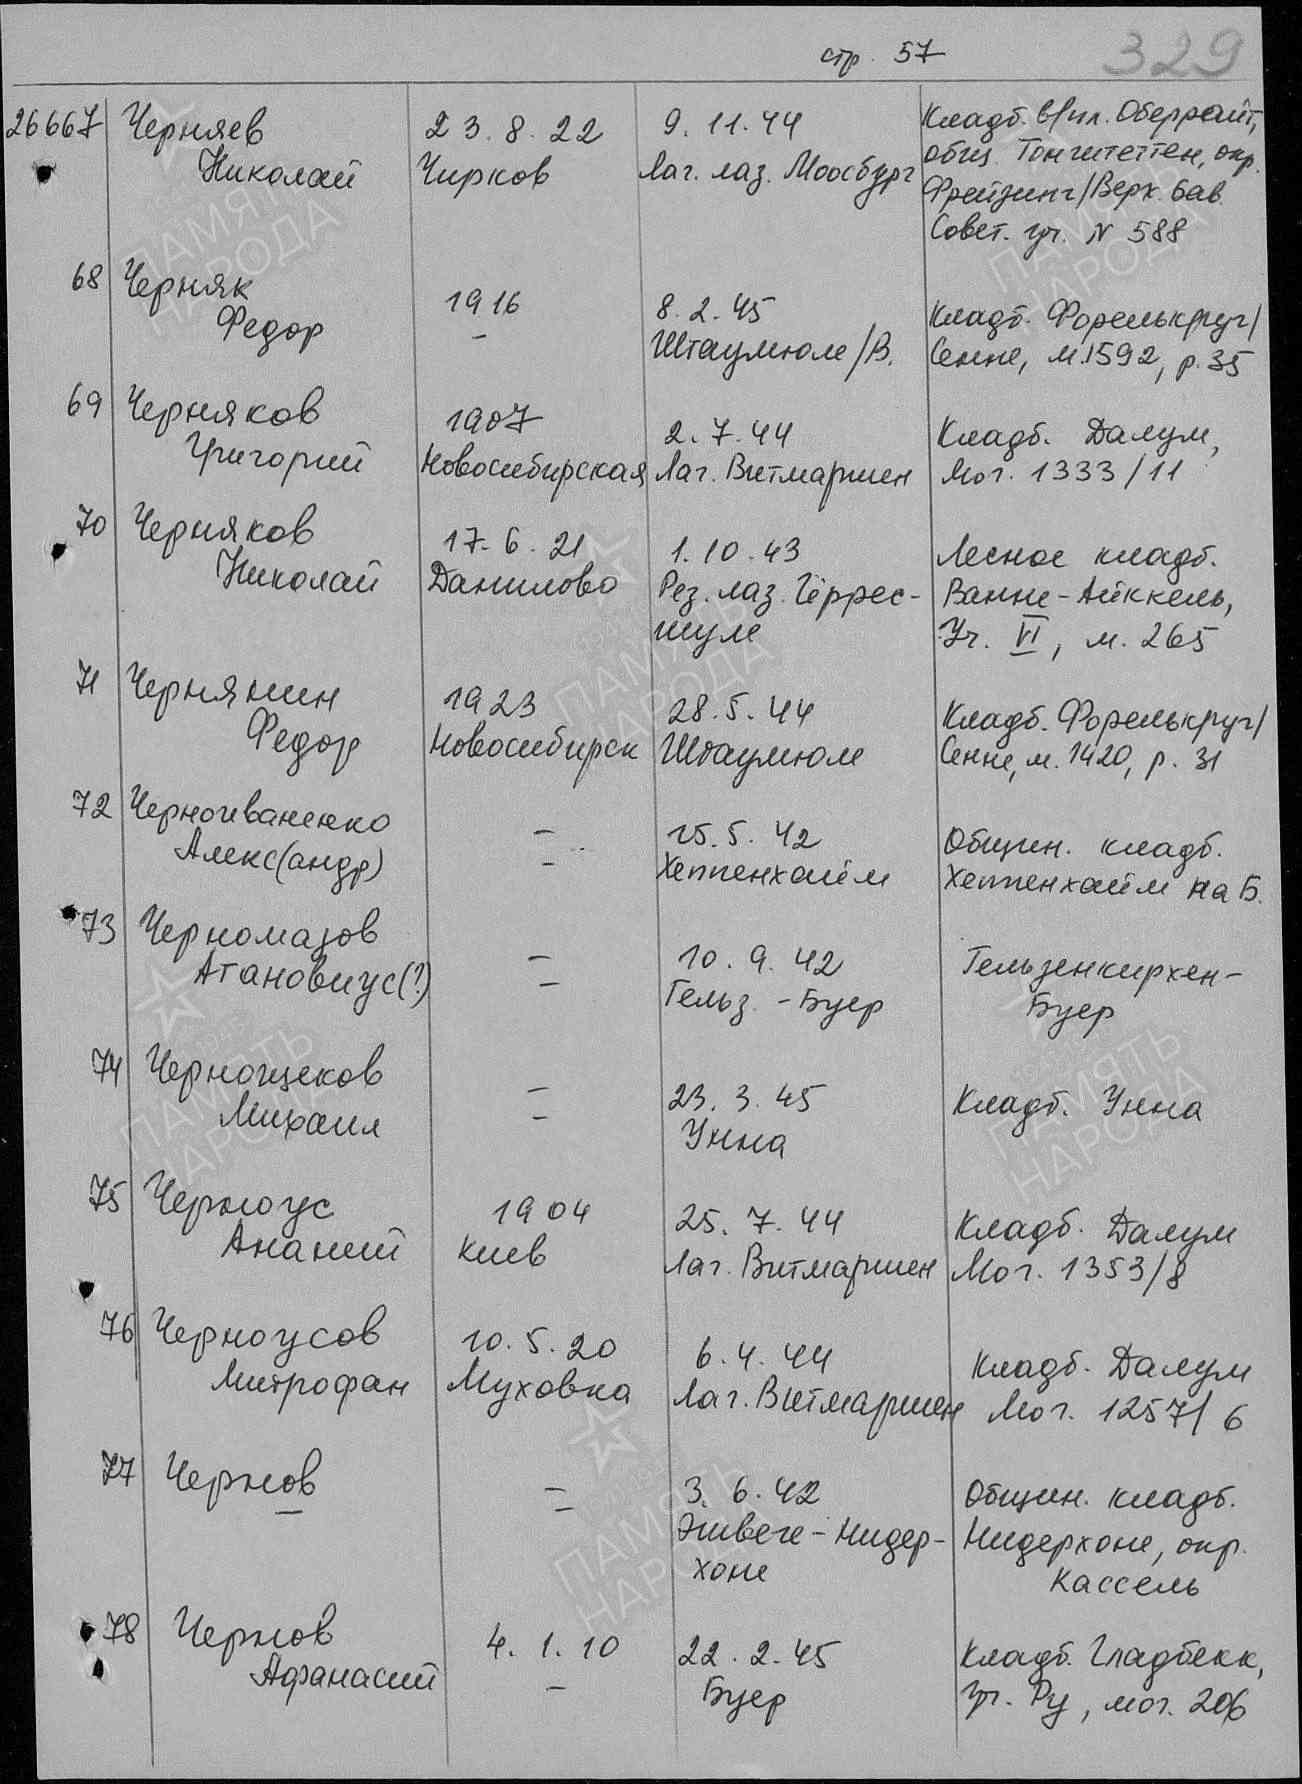 стр. 57
329
26667 Черняев 23.8.22 9.11.44 Кладб. в/ил. Оберрайт,
Николай Чирков Лаг. лаз. Моосбург общ. Тонгштеттен, окр.
Фрейзинг/Верх. Бав.
Совет. уч. N 588
68 Черняк 1916 8.2.45 Кладб. Форелькруг/
Федор - Штаумюле/В. Сенне, м.1592, р.35
69 Черняков 1907 2.7.44 Кладб. Далум,
Григорий Новосибирская Лаг. Витмаршен Мог. 1333/11
70 Черняков 17.6.21 1.10.43 Лесное кладб.
Николай Данилово Рез. лаз. Гёррес- Ванне-Айккель,
шуле Уч. VI, м. 265
71 Чернянин 1923 28.5.44 Кладб. Форелькруг/
Федор Новосибирск Штаумюле Сенне, м. 1420, р. 31
72 Черноиваненко - 15.5.42 Общин. кладб.
Алекс(андр) - Хеппенхайм Хеппенхайм на Б.
73 Черномазов - 10.9.42 Гельзенкирхен-
Атановиус(?) - Гельз.-Буер Буер
74 Чернощеков - 23.3.45 Кладб. Унна
Михаил - Унна
75 Черноус 1904 25.7.44 Кладб. Далум
Ананий Киев Лаг. Витмаршен Мог. 1353/8
76 Черноусов 10.5.20 6.4.44 Кладб. Далум
Митрофан Муховка Лаг. Витмаршен Мог. 1257/6
77 Чернов - 3.6.42 Общин. кладб.
- - Эшвеге-Нидер- Нидерхоне, окр.
хоне Кассель
78 Чернов 4.1.10 22.2.45 Кладб. Гладбекк,
Афанасий - Буер уч. Ру, мог. 206
ПАМЯТЬ НАРОДА